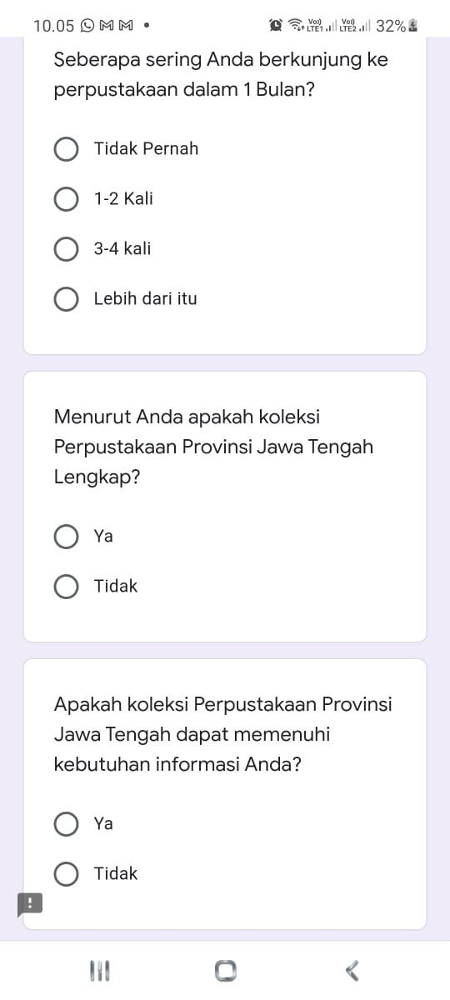 10.05
Vo)) LTE1 Vo)) LTE2 32%
Seberapa sering Anda berkunjung ke
perpustakaan dalam 1 Bulan?
Tidak Pernah
1-2 Kali
3-4 kali
Lebih dari itu
Menurut Anda apakah koleksi
Perpustakaan Provinsi Jawa Tengah
Lengkap?
Ya
Tidak
Apakah koleksi Perpustakaan Provinsi
Jawa Tengah dapat memenuhi
kebutuhan informasi Anda?
Ya
Tidak
!